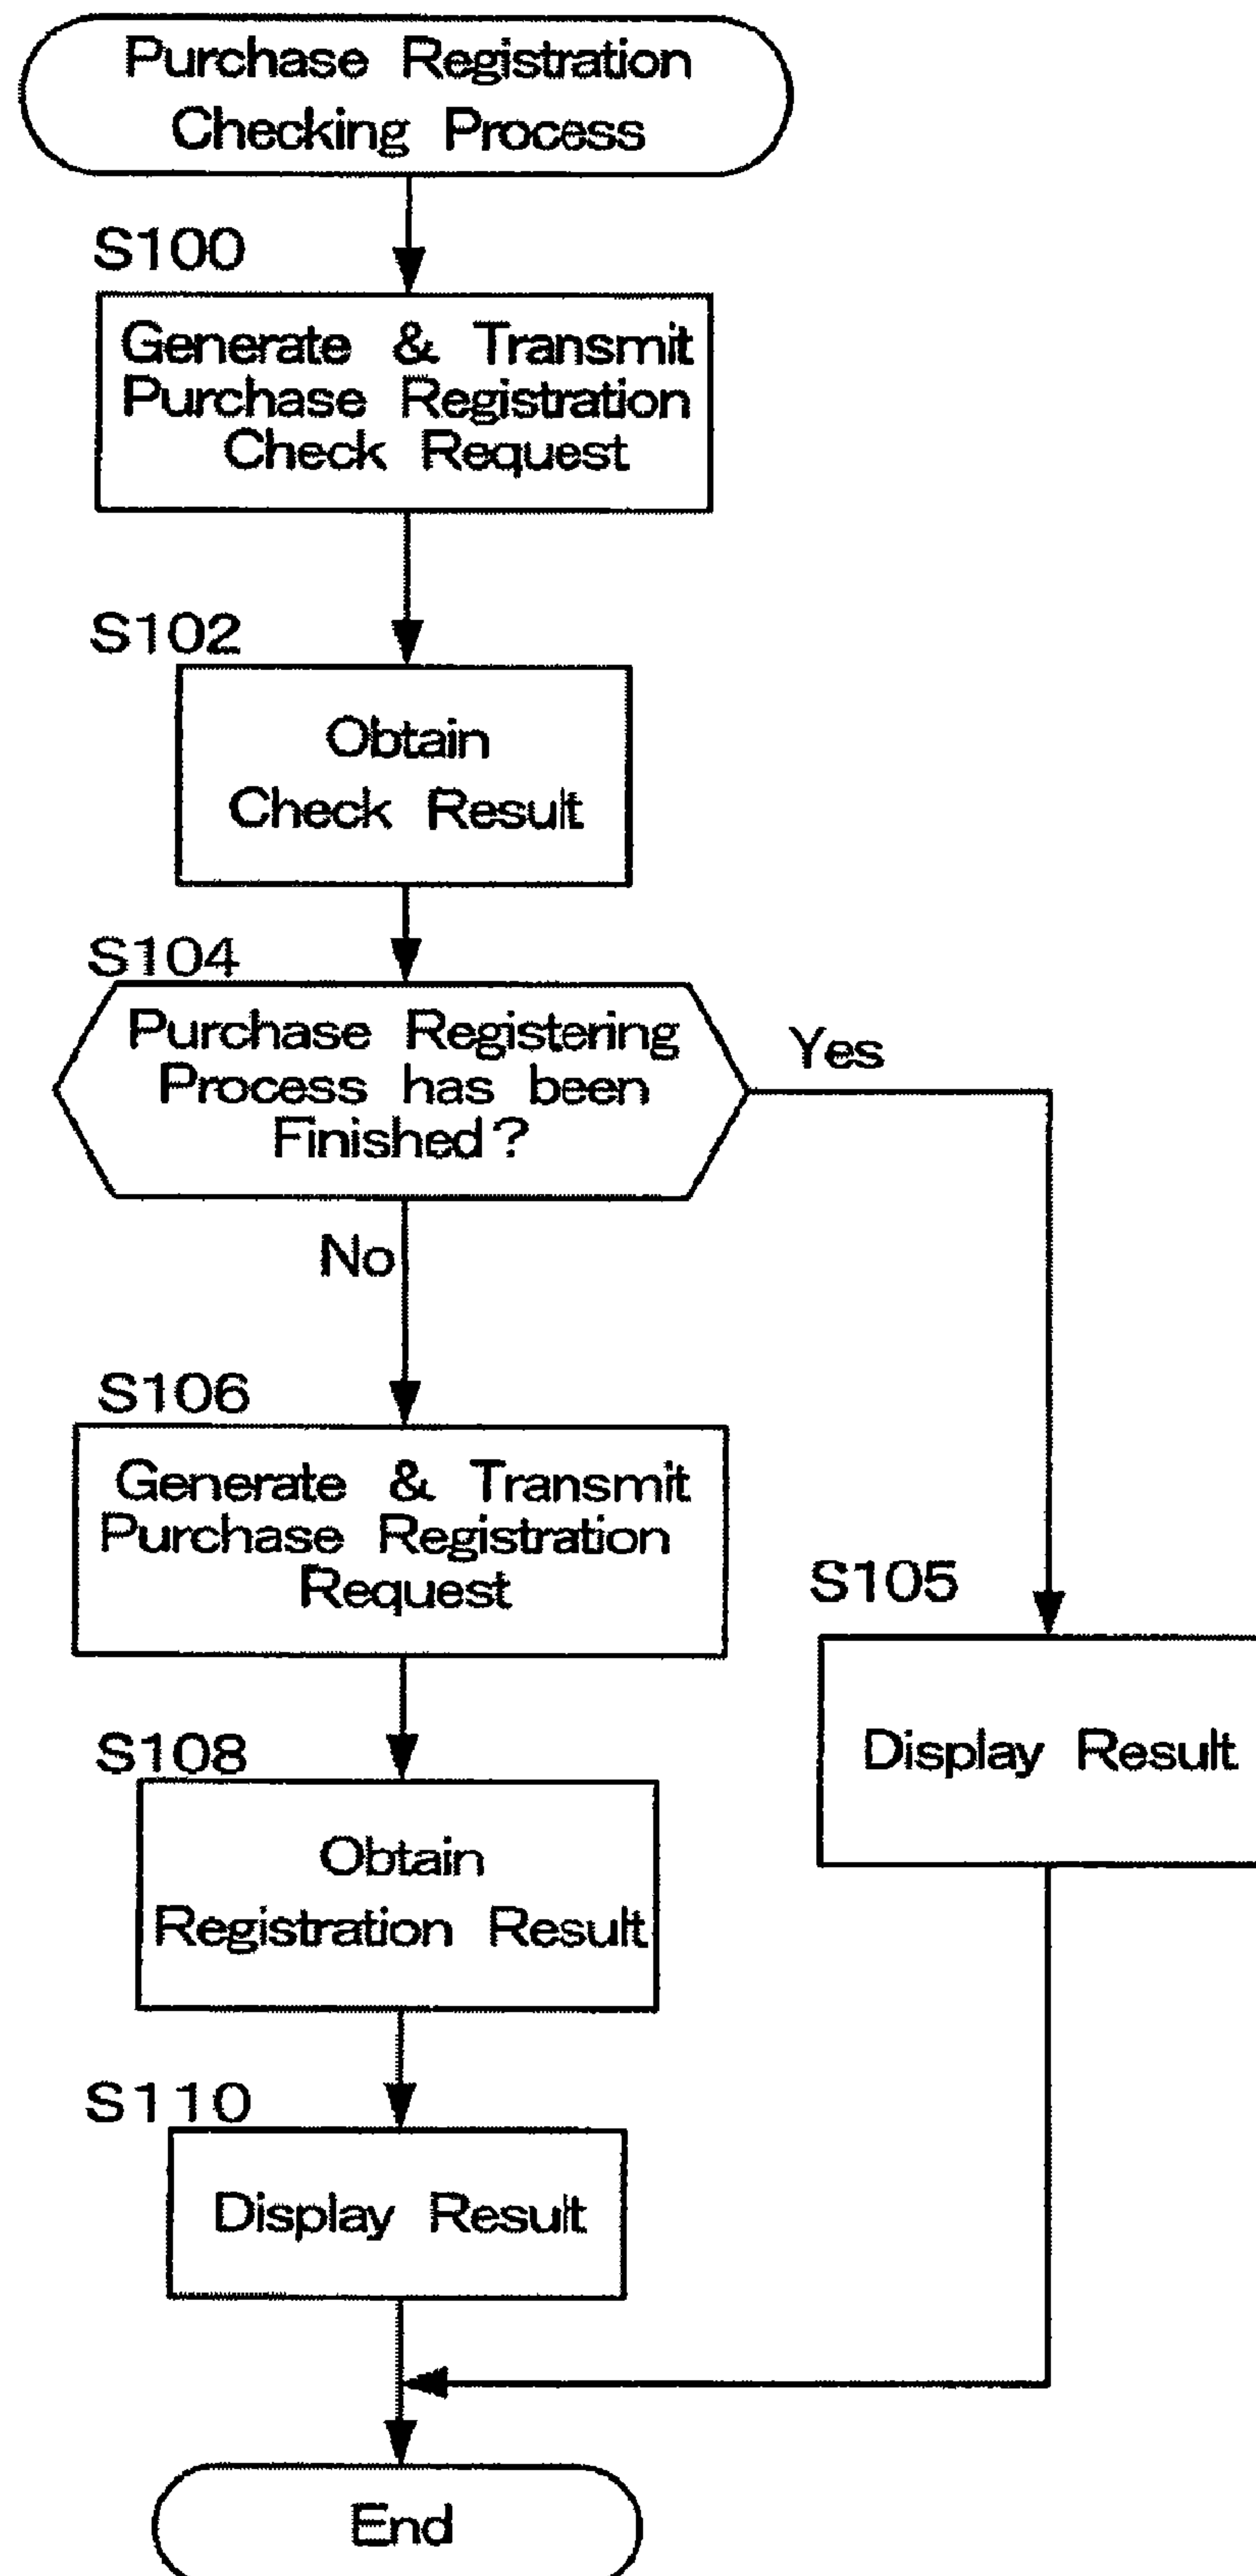 Purchase Registration
Checking Process
S100
Generate & Transmit
Purchase Registration
Check Request
S102
Obtain
Check Result
S104
Purchase Registering
Process has been
Finished?
Yes
No
S106
Generate & Transmit
Purchase Registration
Request
S105
Display Result
S108
Obtain
Registration Result
S110
Display Result
End